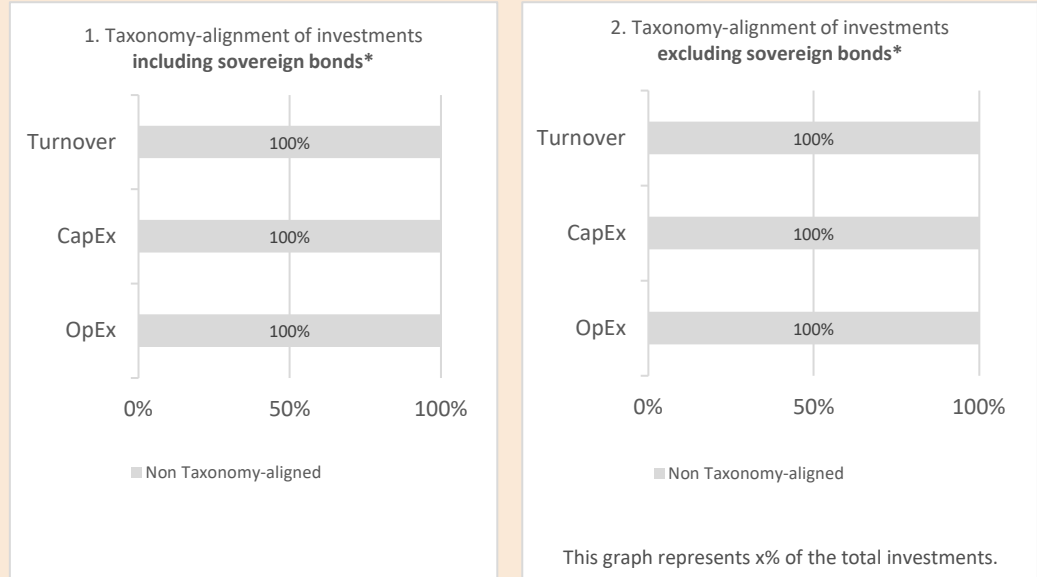 1. Taxonomy-alignment of investments
including sovereign bonds*
Turnover
100%
CapEx
100%
OpEx
100%
0%
50%
100%
Non Taxonomy-aligned
2. Taxonomy-alignment of investments
excluding sovereign bonds*
Turnover
100%
CapEx
100%
OpEx
100%
0%
50%
100%
Non Taxonomy-aligned
This graph represents x% of the total investments.